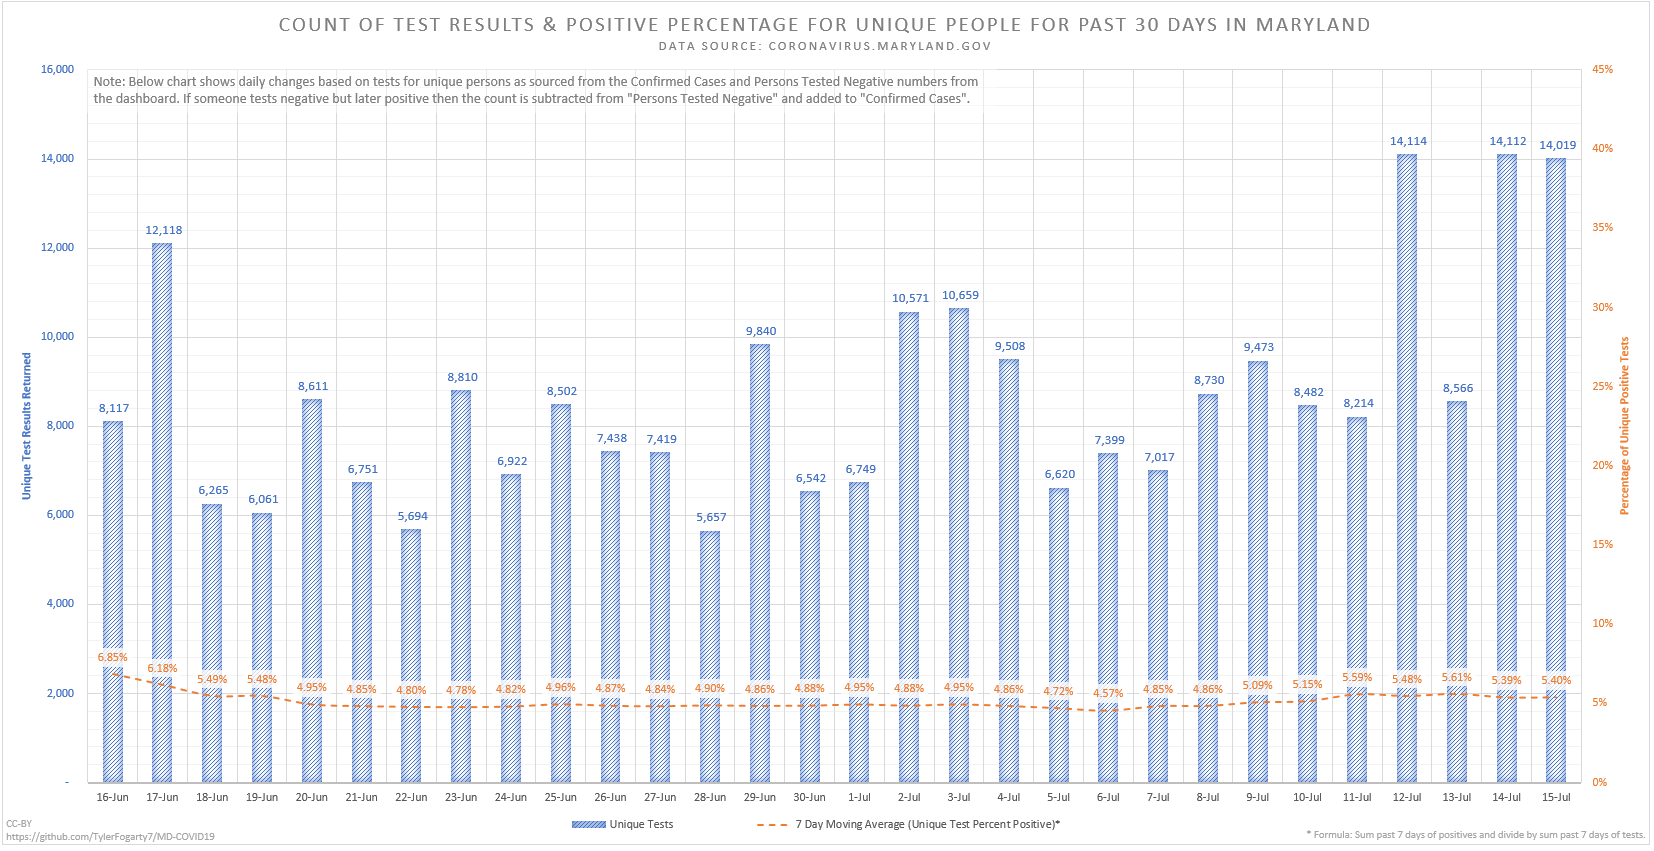 COUNT OF TEST RESULTS & POSITIVE PERCENTAGE FOR UNIQUE PEOPLE FOR PAST 30 DAYS IN MARYLAND
DATA SOURCE: CORONAVIRUS.MARYLAND.GOV
Note: Below chart shows daily changes based on tests for unique persons as sourced from the Confirmed Cases and Persons Tested Negative numbers from
the dashboard. If someone tests negative but later positive then the count is subtracted from "Persons Tested Negative" and added to "Confirmed Cases".
Unique Test Results Returned
16,000
14,000
12,000
10,000
8,000
6,000
4,000
2,000
-
8,117 12,118 6,265 6,061 8,611 6,751 5,694 8,810 6,922 8,502 7,438 7,419 5,657 9,840 6,542 6,749 10,571 10,659 9,508 6,620 7,399 7,017 8,730 9,473 8,482 8,214 14,114 8,566 14,112 14,019
6.85% 6.18% 5.49% 5.48% 4.95% 4.85% 4.80% 4.78% 4.82% 4.96% 4.87% 4.84% 4.90% 4.86% 4.88% 4.95% 4.88% 4.95% 4.86% 4.72% 4.57% 4.85% 4.86% 5.09% 5.15% 5.59% 5.48% 5.61% 5.39% 5.40%
45%
40%
35%
30%
25%
20%
15%
10%
5%
0%
Percentage of Unique Positive Tests
16-Jun 17-Jun 18-Jun 19-Jun 20-Jun 21-Jun 22-Jun 23-Jun 24-Jun 25-Jun 26-Jun 27-Jun 28-Jun 29-Jun 30-Jun 1-Jul 2-Jul 3-Jul 4-Jul 5-Jul 6-Jul 7-Jul 8-Jul 9-Jul 10-Jul 11-Jul 12-Jul 13-Jul 14-Jul 15-Jul
Unique Tests 7 Day Moving Average (Unique Test Percent Positive)*
CC-BY
https://github.com/TylerFogarty7/MD-COVID19
* Formula: Sum past 7 days of positives and divide by sum past 7 days of tests.